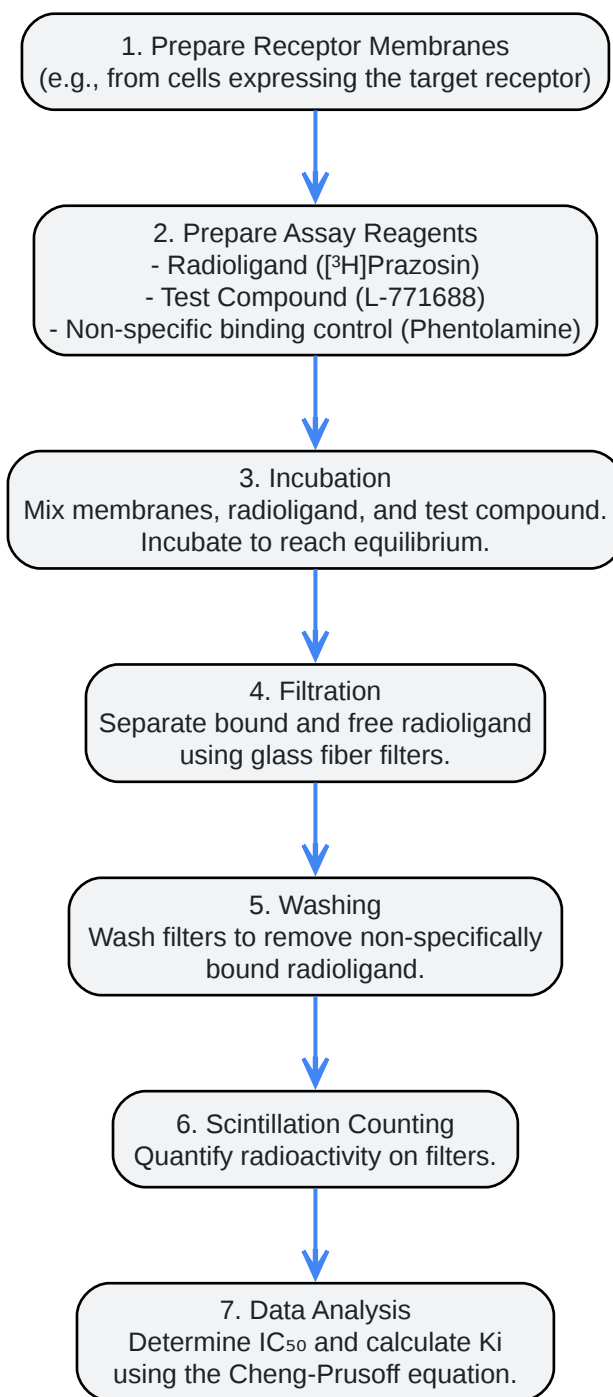 1. Prepare Receptor Membranes
(e.g., from cells expressing the target receptor)
2. Prepare Assay Reagents
- Radioligand ([³H]Prazosin)
- Test Compound (L-771688)
- Non-specific binding control (Phentolamine)
3. Incubation
Mix membranes, radioligand, and test compound.
Incubate to reach equilibrium.
4. Filtration
Separate bound and free radioligand
using glass fiber filters.
5. Washing
Wash filters to remove non-specifically
bound radioligand.
6. Scintillation Counting
Quantify radioactivity on filters.
7. Data Analysis
Determine IC₅₀ and calculate Ki
using the Cheng-Prusoff equation.